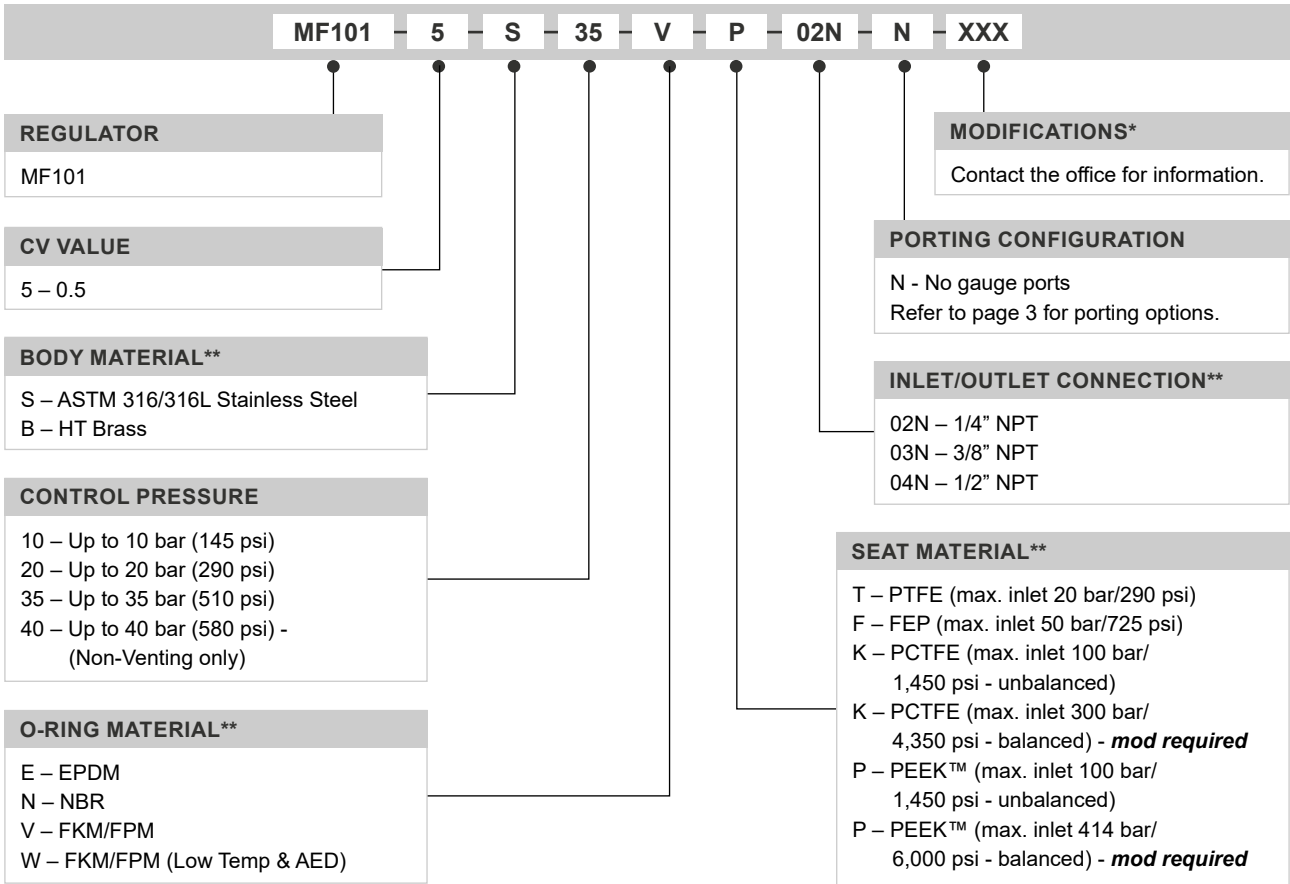 MF101 - 5 - S - 35 - V - P - 02N - N - XXX
REGULATOR
MF101
CV VALUE
5 – 0.5
BODY MATERIAL**
S – ASTM 316/316L Stainless Steel
B – HT Brass
CONTROL PRESSURE
10 – Up to 10 bar (145 psi)
20 – Up to 20 bar (290 psi)
35 – Up to 35 bar (510 psi)
40 – Up to 40 bar (580 psi) -
(Non-Venting only)
O-RING MATERIAL**
E – EPDM
N – NBR
V – FKM/FPM
W – FKM/FPM (Low Temp & AED)
MODIFICATIONS*
Contact the office for information.
PORTING CONFIGURATION
N - No gauge ports
Refer to page 3 for porting options.
INLET/OUTLET CONNECTION**
02N – 1/4” NPT
03N – 3/8” NPT
04N – 1/2” NPT
SEAT MATERIAL**
T – PTFE (max. inlet 20 bar/290 psi)
F – FEP (max. inlet 50 bar/725 psi)
K – PCTFE (max. inlet 100 bar/
1,450 psi - unbalanced)
K – PCTFE (max. inlet 300 bar/
4,350 psi - balanced) - mod required
P – PEEK™ (max. inlet 100 bar/
1,450 psi - unbalanced)
P – PEEK™ (max. inlet 414 bar/
6,000 psi - balanced) - mod required